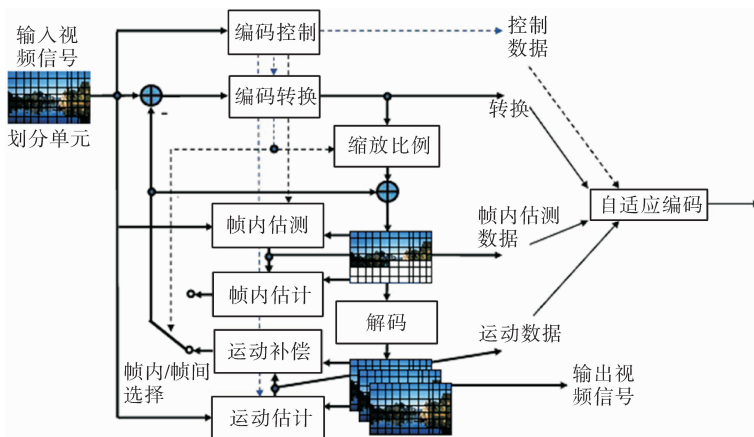 输入视
频信号
划分单元
编码控制
控制
数据
编码转换
转换
-
缩放比例
自适应编码
帧内估测
帧内估测
数据
帧内估计
解码
运动补偿
运动数据
帧内/帧间
选择
运动估计
输出视
频信号